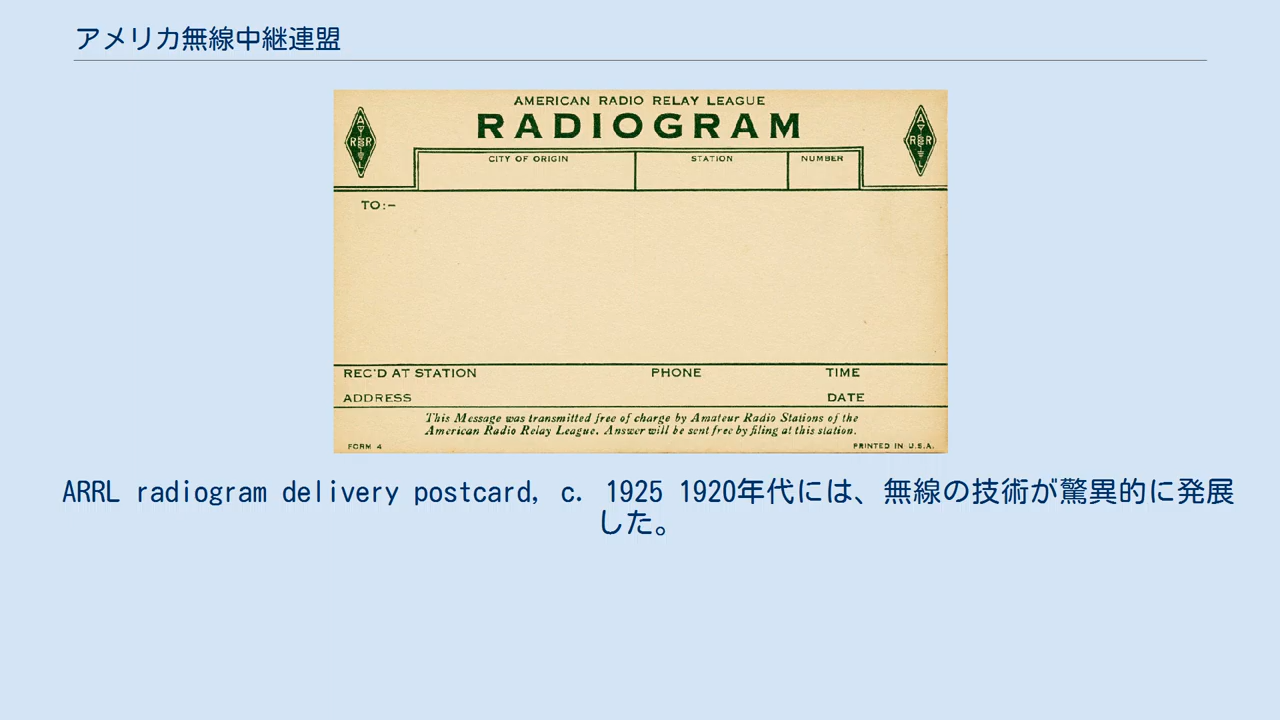 アメリカ無線中継連盟
AMERICAN RADIO RELAY LEAGUE
RADIOGRAM
CITY OF ORIGIN STATION NUMBER
ARRL ARRL
TO:–
REC'D AT STATION PHONE TIME
ADDRESS DATE
This Message was transmitted free of charge by Amateur Radio Stations of the
American Radio Relay League. Answer will be sent free by filing at this station.
FORM 4 PRINTED IN U.S.A.
ARRL radiogram delivery postcard, c. 1925 1920年代には、無線の技術が驚異的に発展
した。